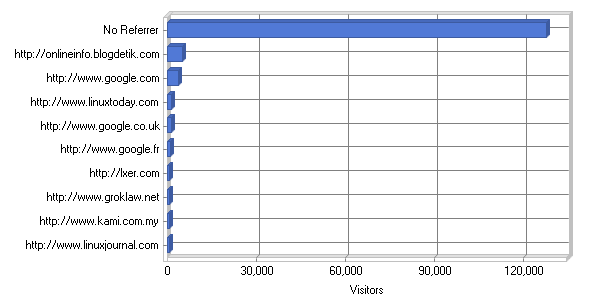 No Referrer
http://onlineinfo.blogdetik.com
http://www.google.com
http://www.linuxtoday.com
http://www.google.co.uk
http://www.google.fr
http://lxer.com
http://www.groklaw.net
http://www.kami.com.my
http://www.linuxjournal.com
0 30,000 60,000 90,000 120,000
Visitors